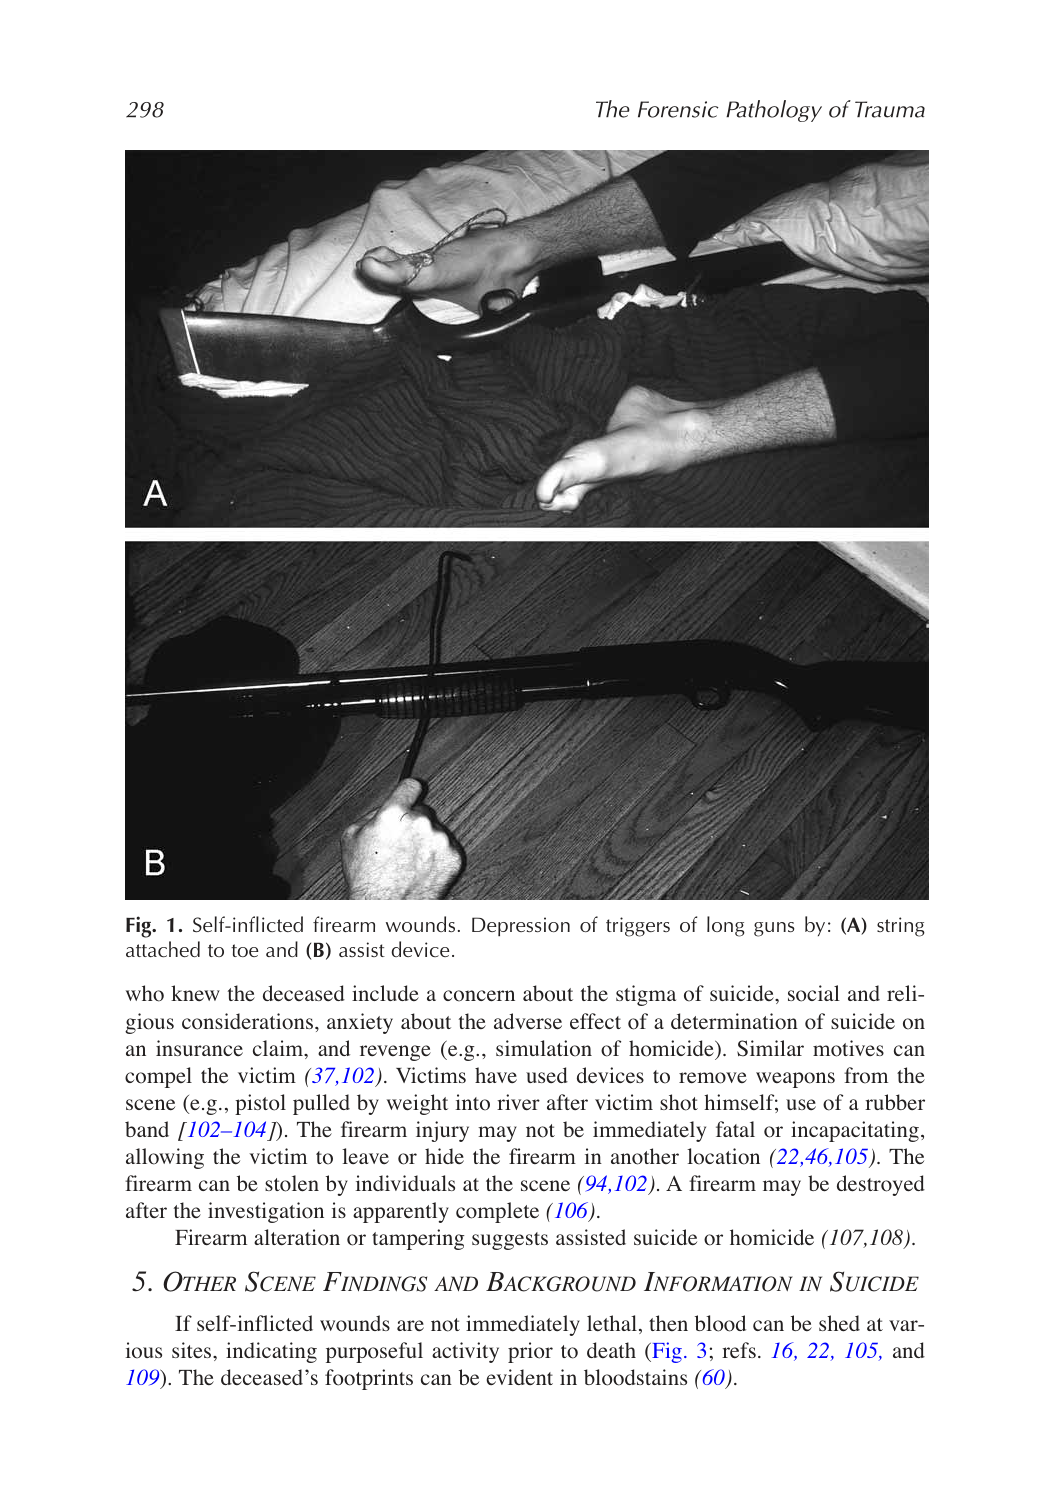 298
The Forensic Pathology of Trauma
A
B
Fig. 1. Self-inflicted firearm wounds. Depression of triggers of long guns by: (A) string
attached to toe and (B) assist device.
who knew the deceased include a concern about the stigma of suicide, social and reli-
gious considerations, anxiety about the adverse effect of a determination of suicide on
an insurance claim, and revenge (e.g., simulation of homicide). Similar motives can
compel the victim (37,102). Victims have used devices to remove weapons from the
scene (e.g., pistol pulled by weight into river after victim shot himself; use of a rubber
band [102–104]). The firearm injury may not be immediately fatal or incapacitating,
allowing the victim to leave or hide the firearm in another location (22,46,105). The
firearm can be stolen by individuals at the scene (94,102). A firearm may be destroyed
after the investigation is apparently complete (106).
Firearm alteration or tampering suggests assisted suicide or homicide (107,108).
5. OTHER SCENE FINDINGS AND BACKGROUND INFORMATION IN SUICIDE
If self-inflicted wounds are not immediately lethal, then blood can be shed at var-
ious sites, indicating purposeful activity prior to death (Fig. 3; refs. 16, 22, 105, and
109). The deceased’s footprints can be evident in bloodstains (60).